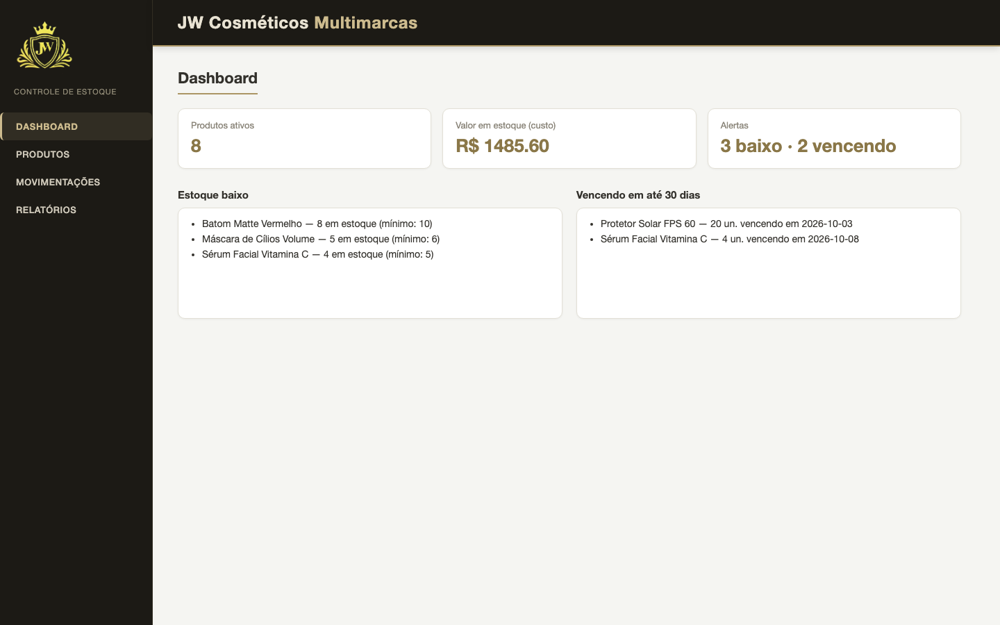 JW
CONTROLE DE ESTOQUE
DASHBOARD
PRODUTOS
MOVIMENTAÇÕES
RELATÓRIOS
JW Cosméticos Multimarcas
Dashboard
Produtos ativos
8
Valor em estoque (custo)
R$ 1485.60
Alertas
3 baixo · 2 vencendo
Estoque baixo
• Batom Matte Vermelho — 8 em estoque (mínimo: 10)
• Máscara de Cílios Volume — 5 em estoque (mínimo: 6)
• Sérum Facial Vitamina C — 4 em estoque (mínimo: 5)
Vencendo em até 30 dias
• Protetor Solar FPS 60 — 20 un. vencendo em 2026-10-03
• Sérum Facial Vitamina C — 4 un. vencendo em 2026-10-08